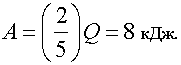 A = (2/5) Q = 8 кДж.